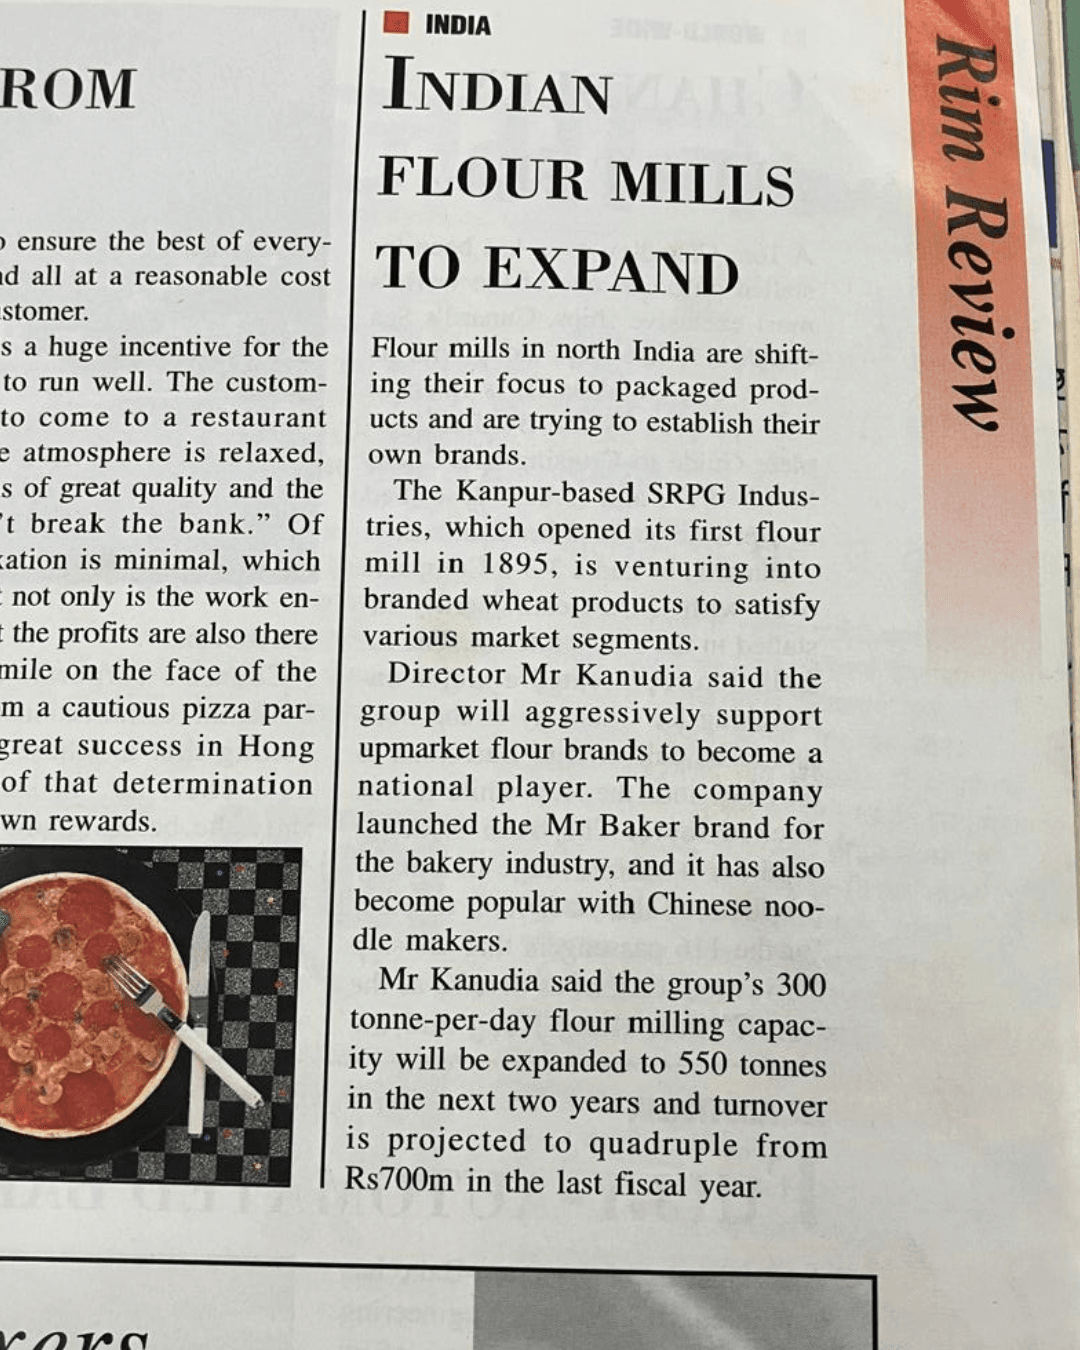 ROM
ensure the best of every-
all at a reasonable cost
s a huge incentive for the
to run well. The custom-
to come to a restaurant
atmosphere is relaxed,
s of great quality and the
't break the bank.” Of
is minimal, which
not only is the work en-
the profits are also there
on the face of the
a cautious pizza par-
great success in Hong
of that determination
wn rewards.
INDIA
INDIAN
FLOUR MILLS
TO EXPAND
Flour mills in north India are shift-
ing their focus to packaged prod-
ucts and are trying to establish their
own brands.
The Kanpur-based SRPG Indus-
tries, which opened its first flour
mill in 1895, is venturing into
branded wheat products to satisfy
various market segments.
Director Mr Kanudia said the
group will aggressively support
upmarket flour brands to become a
national player. The company
launched the Mr Baker brand for
the bakery industry, and it has also
become popular with Chinese noo-
dle makers.
Mr Kanudia said the group’s 300
tonne-per-day flour milling capac-
ity will be expanded to 550 tonnes
in the next two years and turnover
is projected to quadruple from
Rs700m in the last fiscal year.
Rim Review